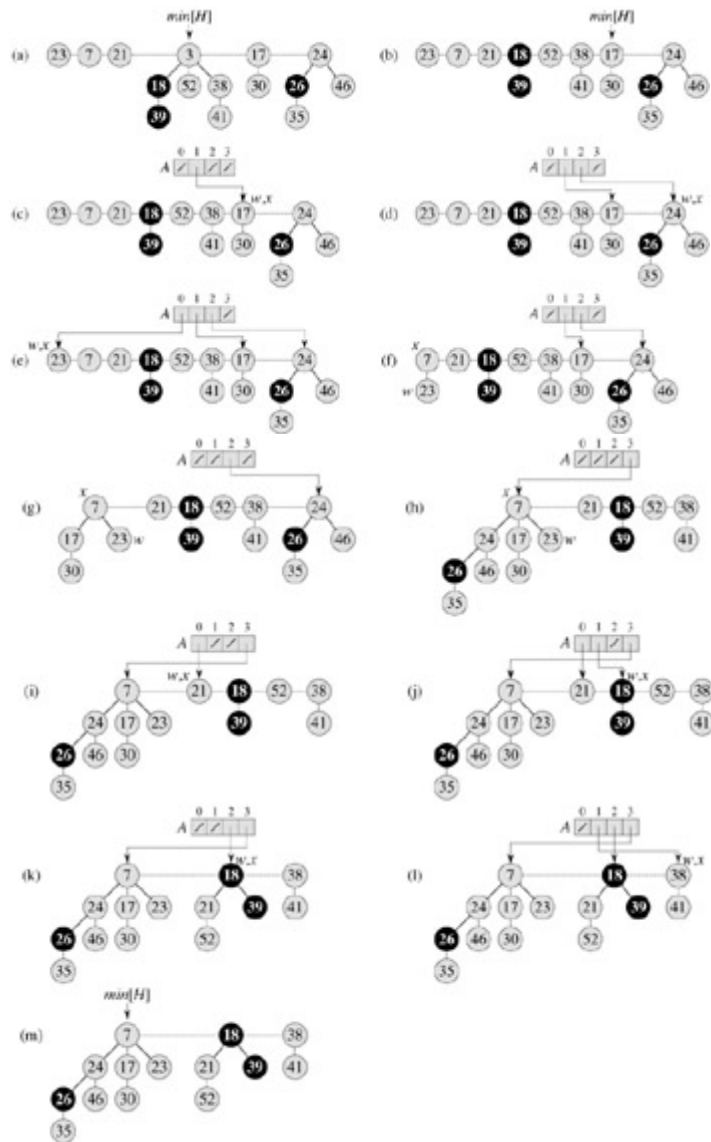 min[H] min[H]
(a) 23 7 21 3 17 24 (b) 23 7 21 18 52 38 17 24
18 52 38 30 26 46 39 41 30 26 46
39 41 35 35
0 1 2 3 0 1 2 3
A A
w,x w,x
(c) 23 7 21 18 52 38 17 24 (d) 23 7 21 18 52 38 17 24
39 41 30 26 46 39 41 30 26 46
35 35
0 1 2 3 0 1 2 3
A A
w,x x
(e) 23 7 21 18 52 38 17 24 (f) 7 21 18 52 38 17 24
39 41 30 26 46 w 23 39 41 30 26 46
35 35
0 1 2 3 0 1 2 3
A A
x x
(g) 7 21 18 52 38 24 (h) 7 21 18 52 38
17 23 w 39 41 26 46 24 17 23 w 39 41
30 35 26 46 30
35
0 1 2 3 0 1 2 3
A A
w,x w,x
(i) 7 21 18 52 38 (j) 7 21 18 52 38
24 17 23 39 41 24 17 23 39 41
26 46 30 26 46 30
35 35
0 1 2 3 0 1 2 3
A A
w,x w,x
(k) 7 18 38 (l) 7 18 38
24 17 23 21 39 41 24 17 23 21 39 41
26 46 30 52 26 46 30 52
35 35
min[H]
(m) 7 18 38
24 17 23 21 39 41
26 46 30 52
35